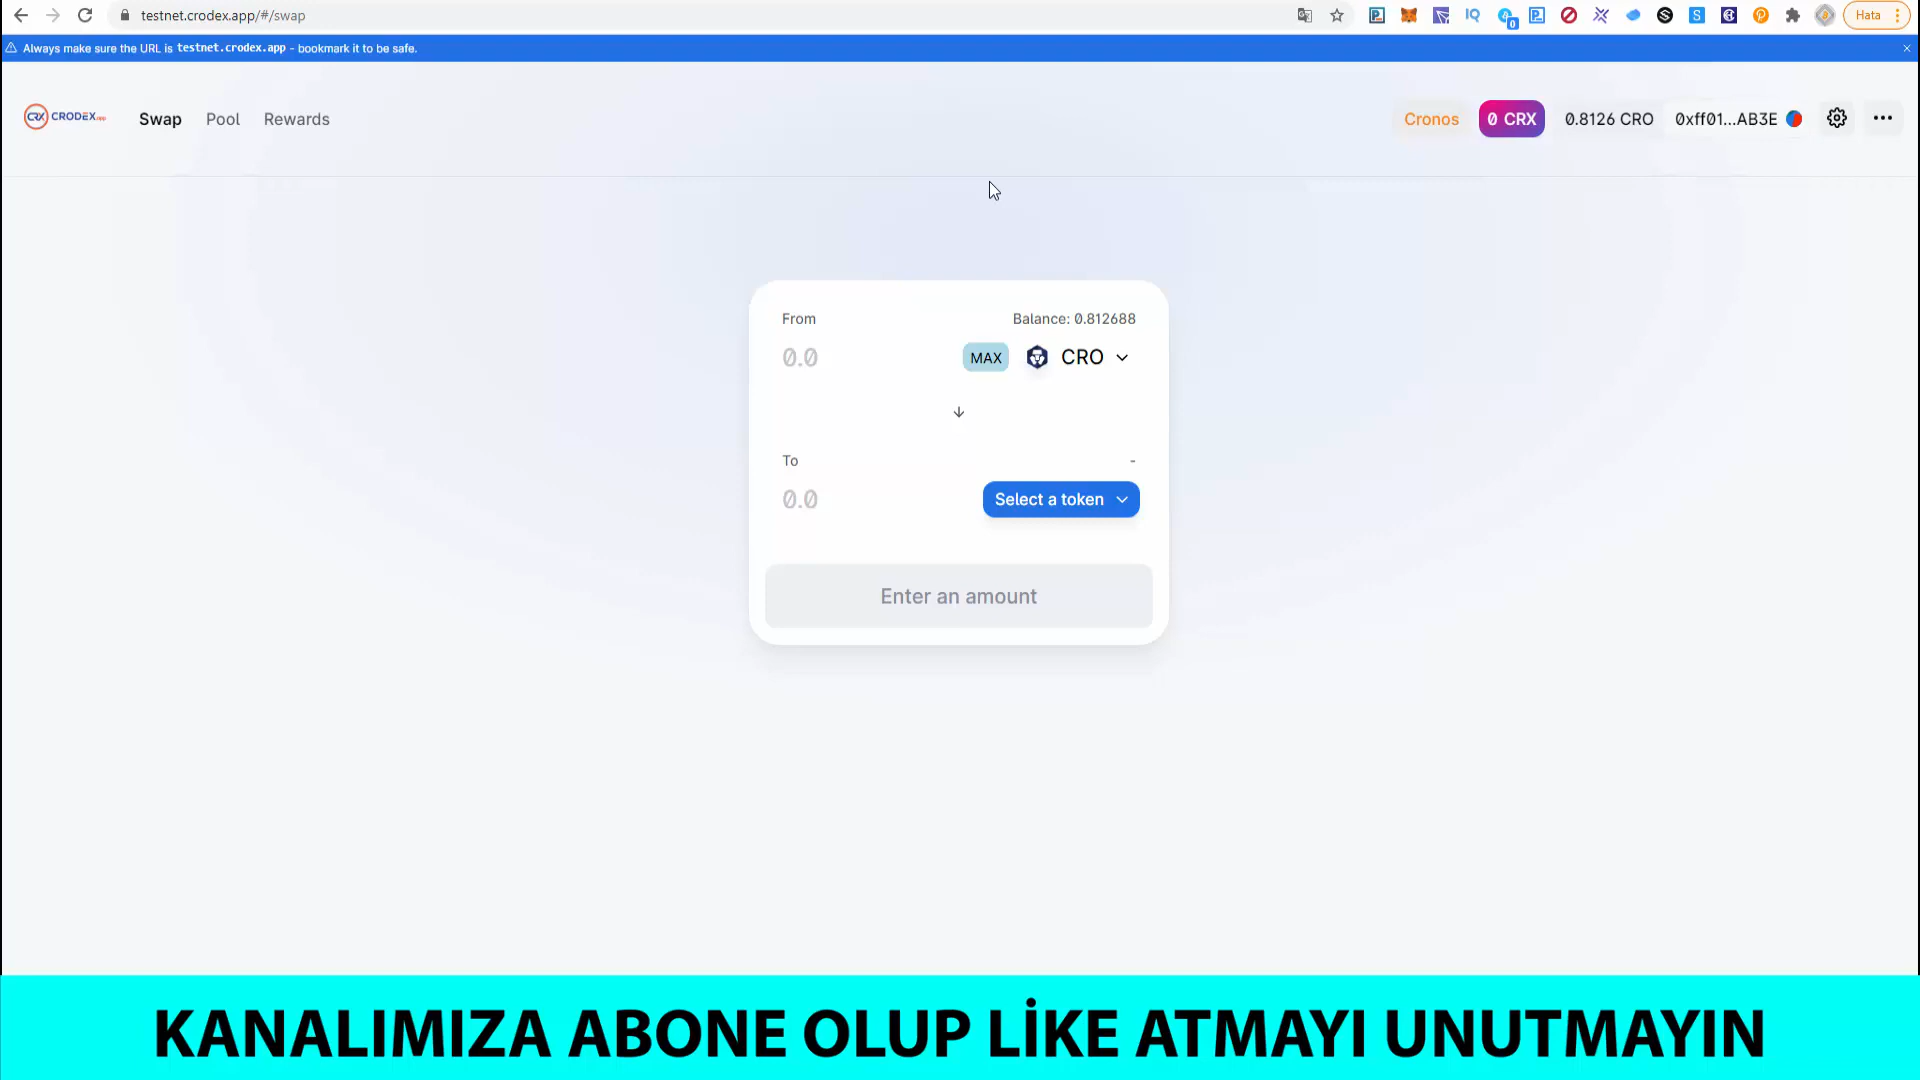 testnet.crodex.app/#/swap
Hata
Always make sure the URL is testnet.crodex.app - bookmark it to be safe.
CRX CRODEX.app
Swap
Pool
Rewards
Cronos
0 CRX
0.8126 CRO
0xff01...AB3E
From
Balance: 0.812688
0.0
MAX
CRO
To
-
0.0
Select a token
Enter an amount
KANALIMIZA ABONE OLUP LİKE ATMAYI UNUTMAYIN